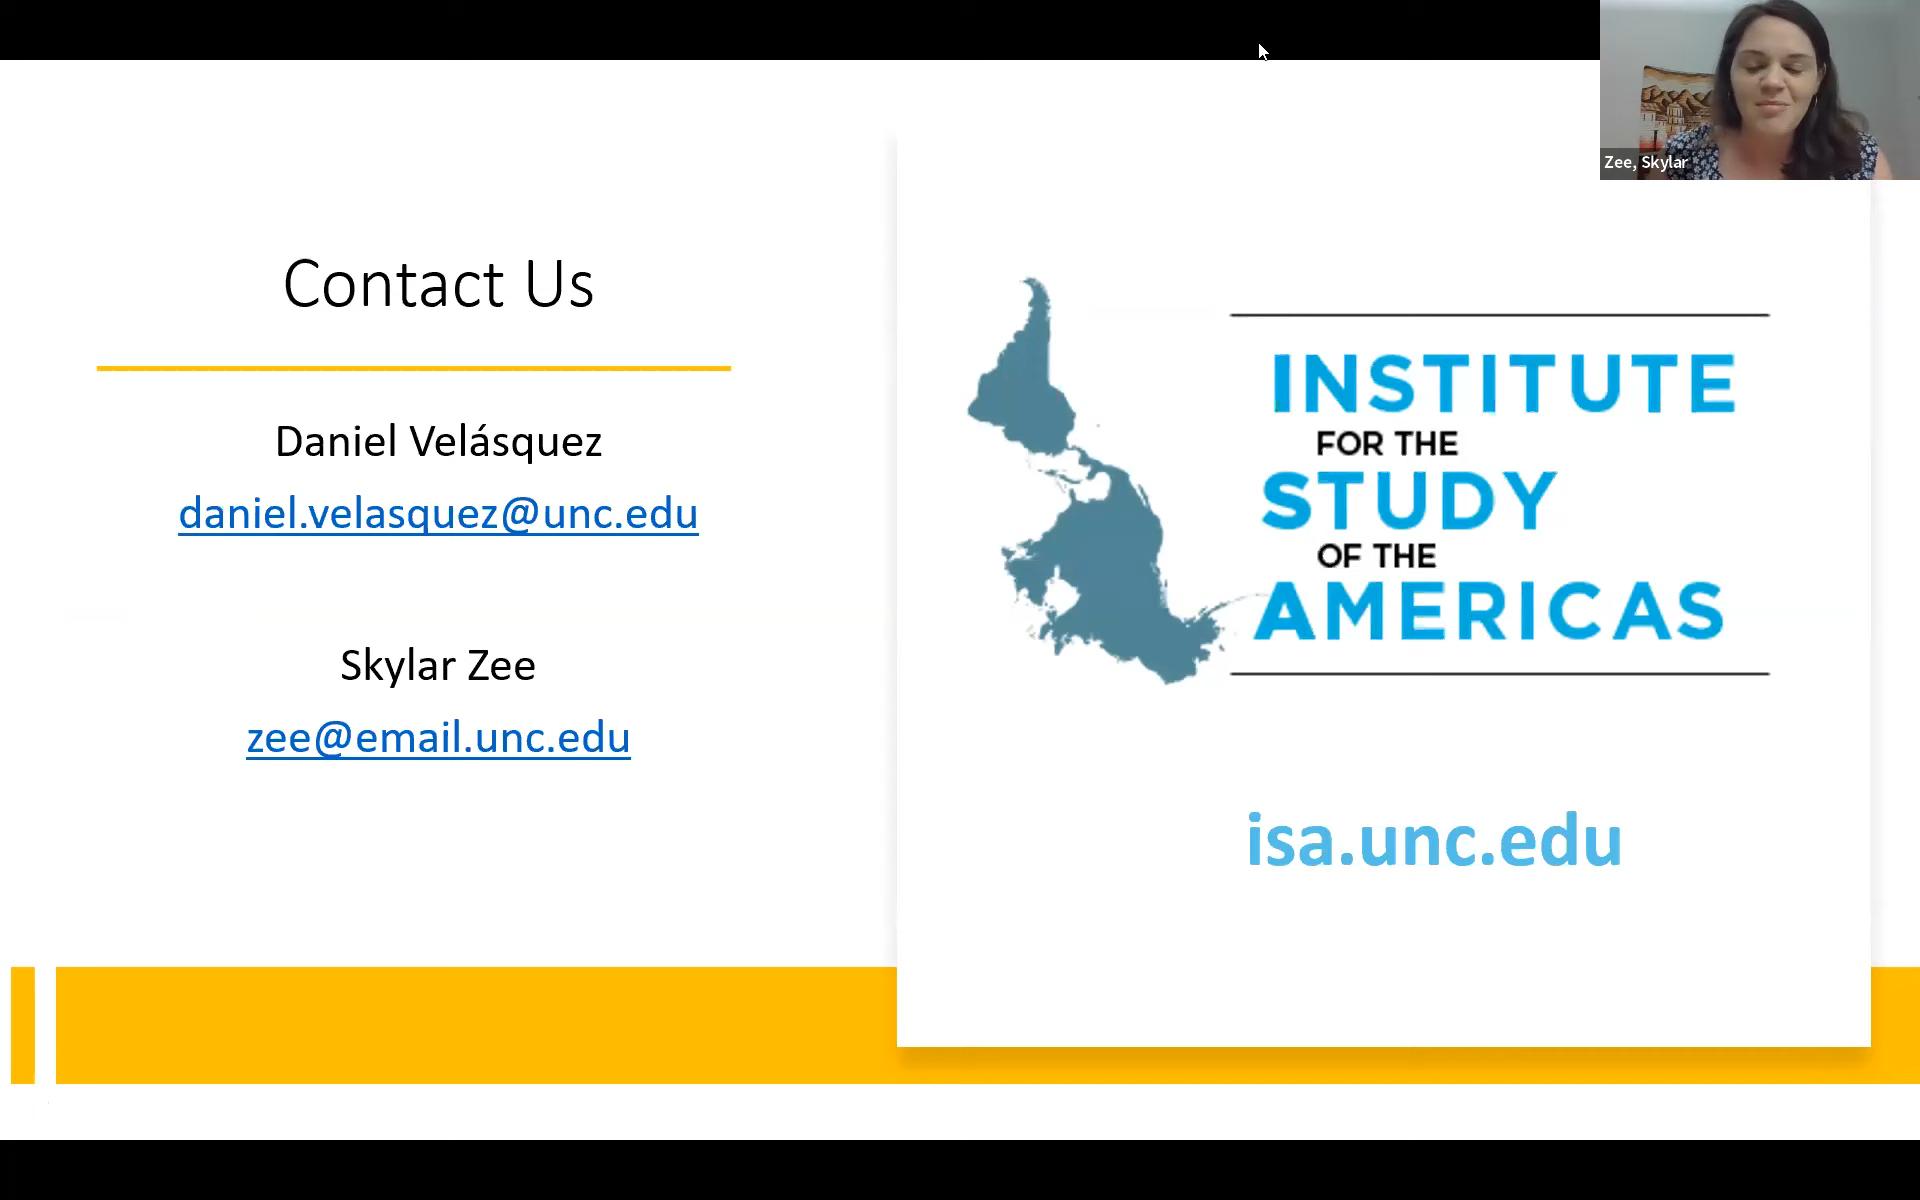 Zee, Skylar
Contact Us
Daniel Velásquez
daniel.velasquez@unc.edu
Skylar Zee
zee@email.unc.edu
INSTITUTE
FOR THE
STUDY
OF THE
AMERICAS
isa.unc.edu